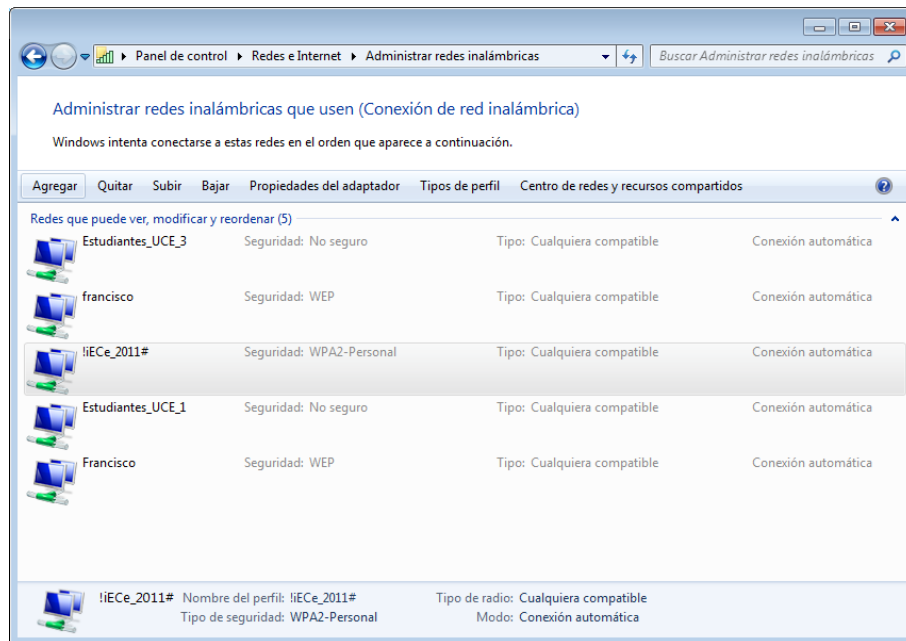 Panel de control Redes e Internet Administrar redes inalámbricas Buscar Administrar redes inalámbricas
Administrar redes inalámbricas que usen (Conexión de red inalámbrica)
Windows intenta conectarse a estas redes en el orden que aparece a continuación.
Agregar Quitar Subir Bajar Propiedades del adaptador Tipos de perfil Centro de redes y recursos compartidos
Redes que puede ver, modificar y reordenar (5)
Estudiantes_UCE_3 Seguridad: No seguro Tipo: Cualquiera compatible Conexión automática
francisco Seguridad: WEP Tipo: Cualquiera compatible Conexión automática
!iECe_2011# Seguridad: WPA2-Personal Tipo: Cualquiera compatible Conexión automática
Estudiantes_UCE_1 Seguridad: No seguro Tipo: Cualquiera compatible Conexión automática
Francisco Seguridad: WEP Tipo: Cualquiera compatible Conexión automática
!iECe_2011# Nombre del perfil: !iECe_2011# Tipo de radio: Cualquiera compatible
Tipo de seguridad: WPA2-Personal Modo: Conexión automática